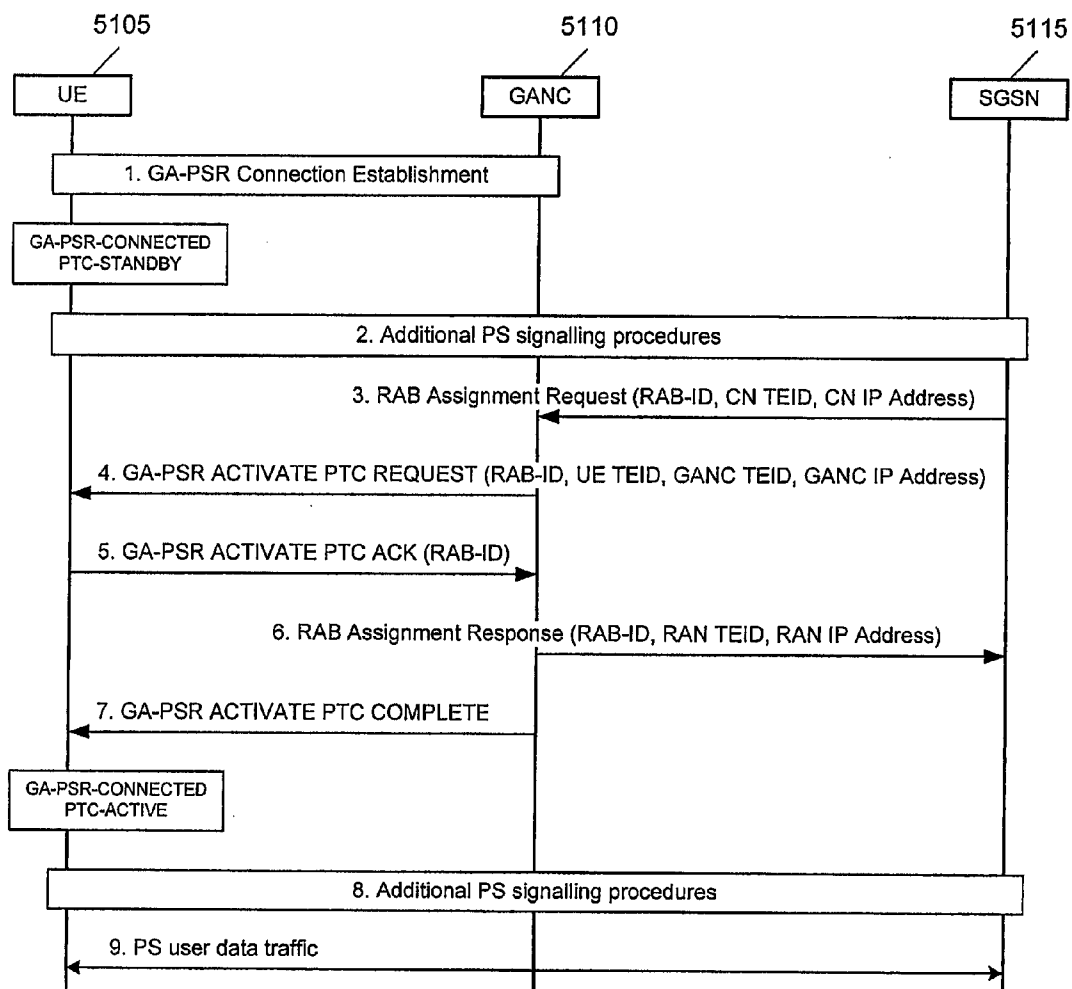 5105
5110
5115
UE
GANC
SGSN
1. GA-PSR Connection Establishment
GA-PSR-CONNECTED
PTC-STANDBY
2. Additional PS signalling procedures
3. RAB Assignment Request (RAB-ID, CN TEID, CN IP Address)
4. GA-PSR ACTIVATE PTC REQUEST (RAB-ID, UE TEID, GANC TEID, GANC IP Address)
5. GA-PSR ACTIVATE PTC ACK (RAB-ID)
6. RAB Assignment Response (RAB-ID, RAN TEID, RAN IP Address)
7. GA-PSR ACTIVATE PTC COMPLETE
GA-PSR-CONNECTED
PTC-ACTIVE
8. Additional PS signalling procedures
9. PS user data traffic